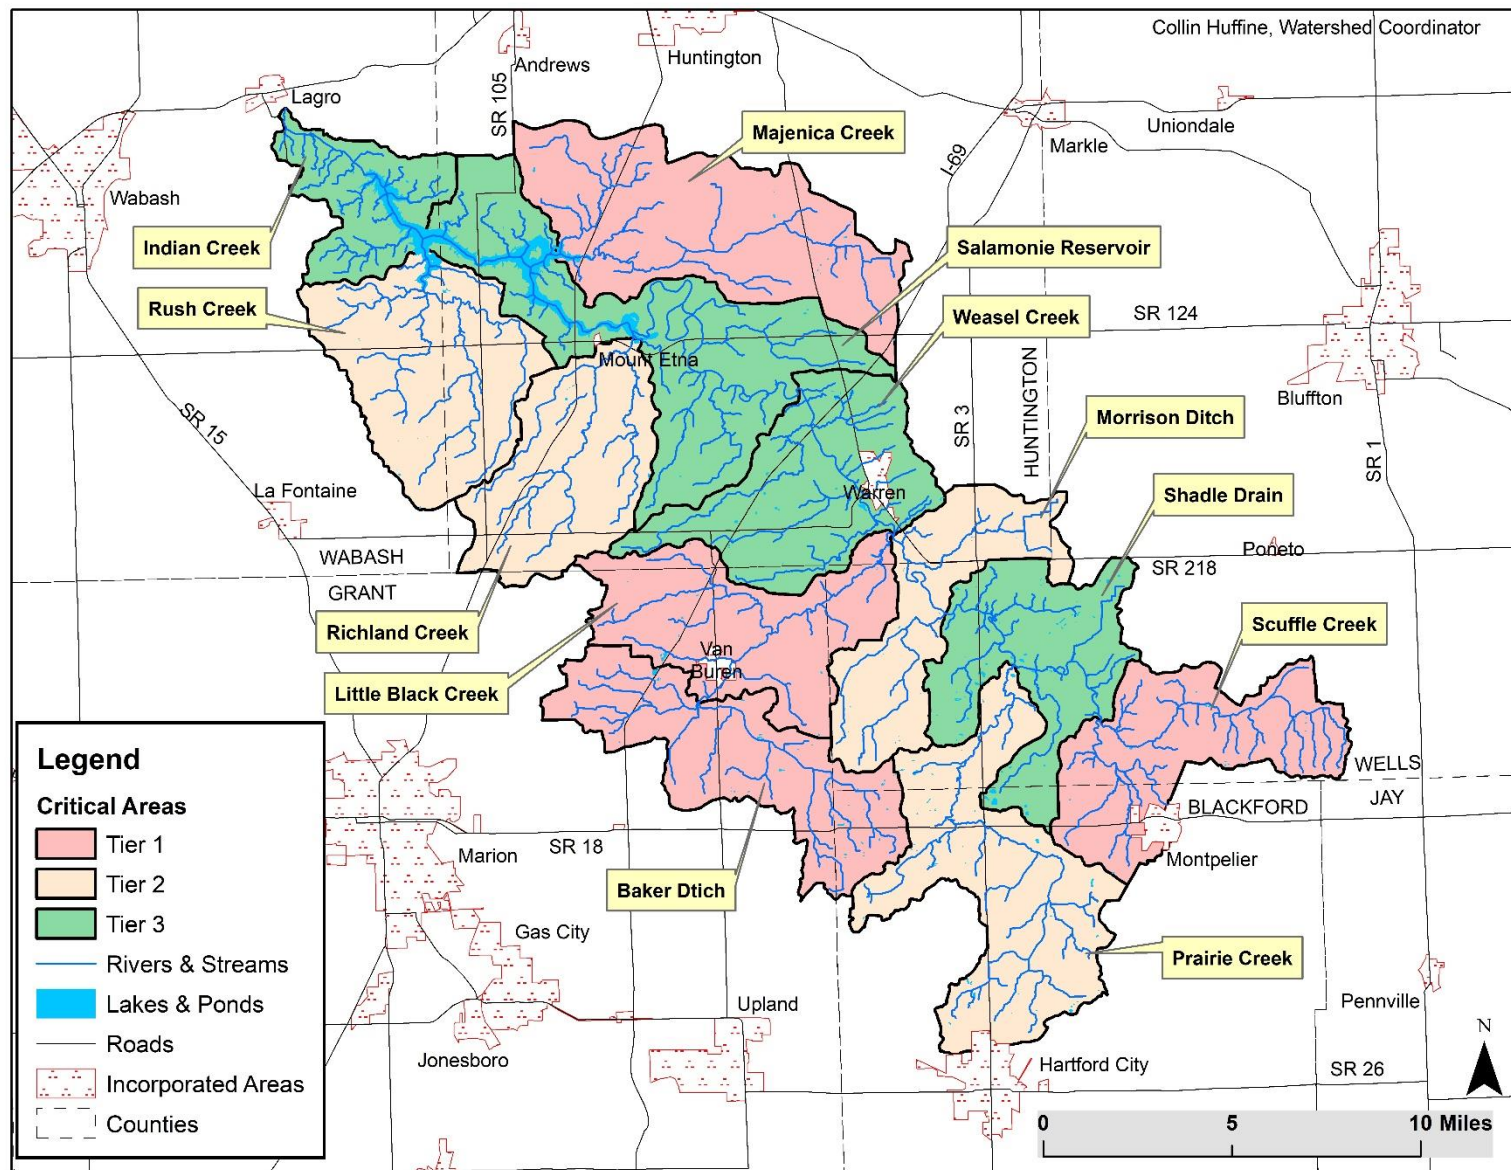 Collin Huffine, Watershed Coordinator
Andrews
Huntington
Lagro
SR 105
Majenica Creek
I-69
Markle
Uniondale
Wabash
Indian Creek
Salamonie Reservoir
Rush Creek
Weasel Creek
SR 124
Mount Etna
Bluffton
SR 15
SR 3
HUNTINGTON
Morrison Ditch
SR 1
La Fontaine
Warren
Shadle Drain
WABASH
GRANT
Poneto
SR 218
Richland Creek
Scuffle Creek
Van
Buren
Little Black Creek
WELLS
JAY
BLACKFORD
Montpelier
Marion
SR 18
Baker Dtich
Gas City
Prairie Creek
Upland
Pennville
Jonesboro
Hartford City
SR 26
Legend
Critical Areas
Tier 1
Tier 2
Tier 3
Rivers & Streams
Lakes & Ponds
Roads
Incorporated Areas
Counties
N
0 5 10 Miles